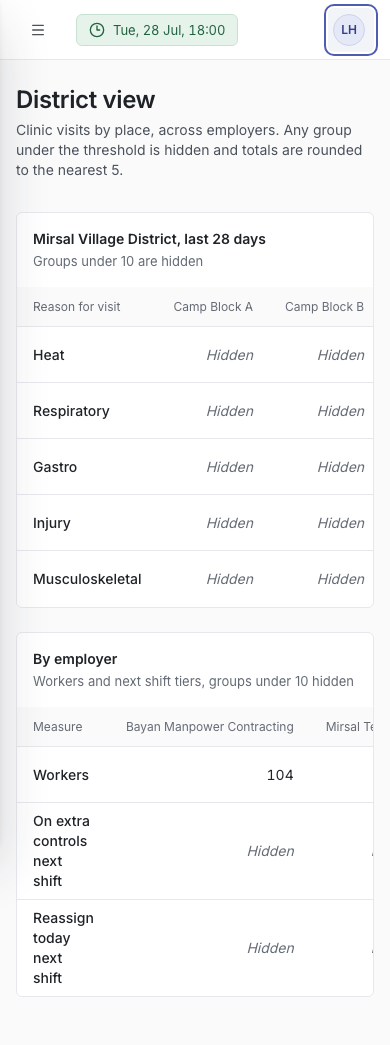 Tue, 28 Jul, 18:00
LH
District view
Clinic visits by place, across employers. Any group
under the threshold is hidden and totals are rounded
to the nearest 5.
Mirsal Village District, last 28 days
Groups under 10 are hidden
Reason for visit Camp Block A Camp Block B
Heat Hidden Hidden
Respiratory Hidden Hidden
Gastro Hidden Hidden
Injury Hidden Hidden
Musculoskeletal Hidden Hidden
By employer
Workers and next shift tiers, groups under 10 hidden
Measure Bayan Manpower Contracting Mirsal
Workers 104
On extra
controls
next
shift
Hidden
Reassign
today
next
shift
Hidden